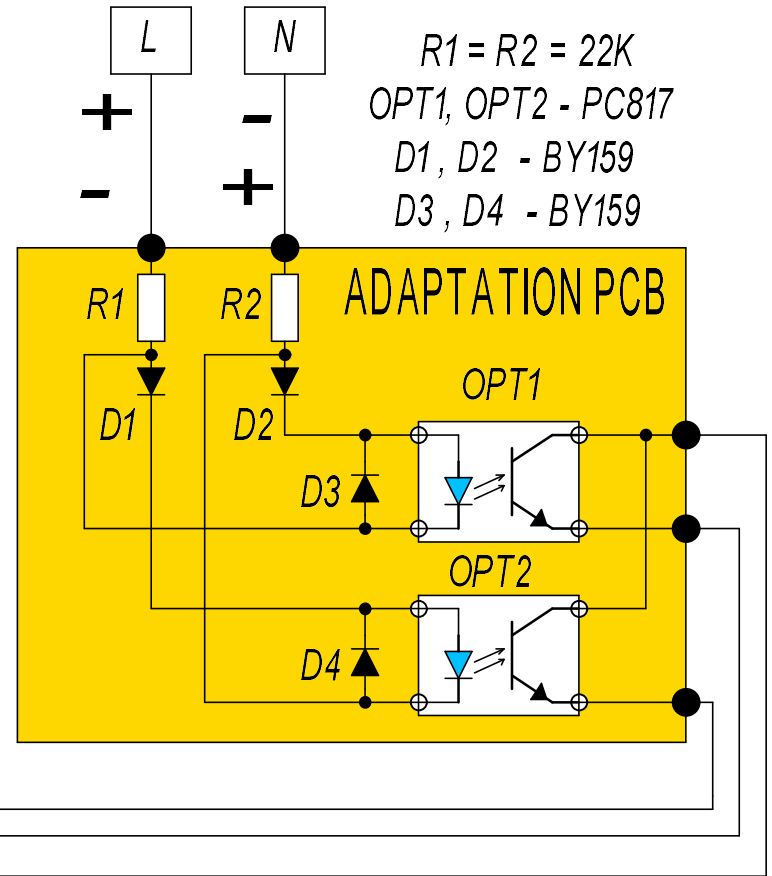 L N
+ -
- +
R1 = R2 = 22K
OPT1, OPT2 - PC817
D1 , D2 - BY159
D3 , D4 - BY159
ADAPTATION PCB
R1 R2
OPT1
D1 D2
D3
OPT2
D4